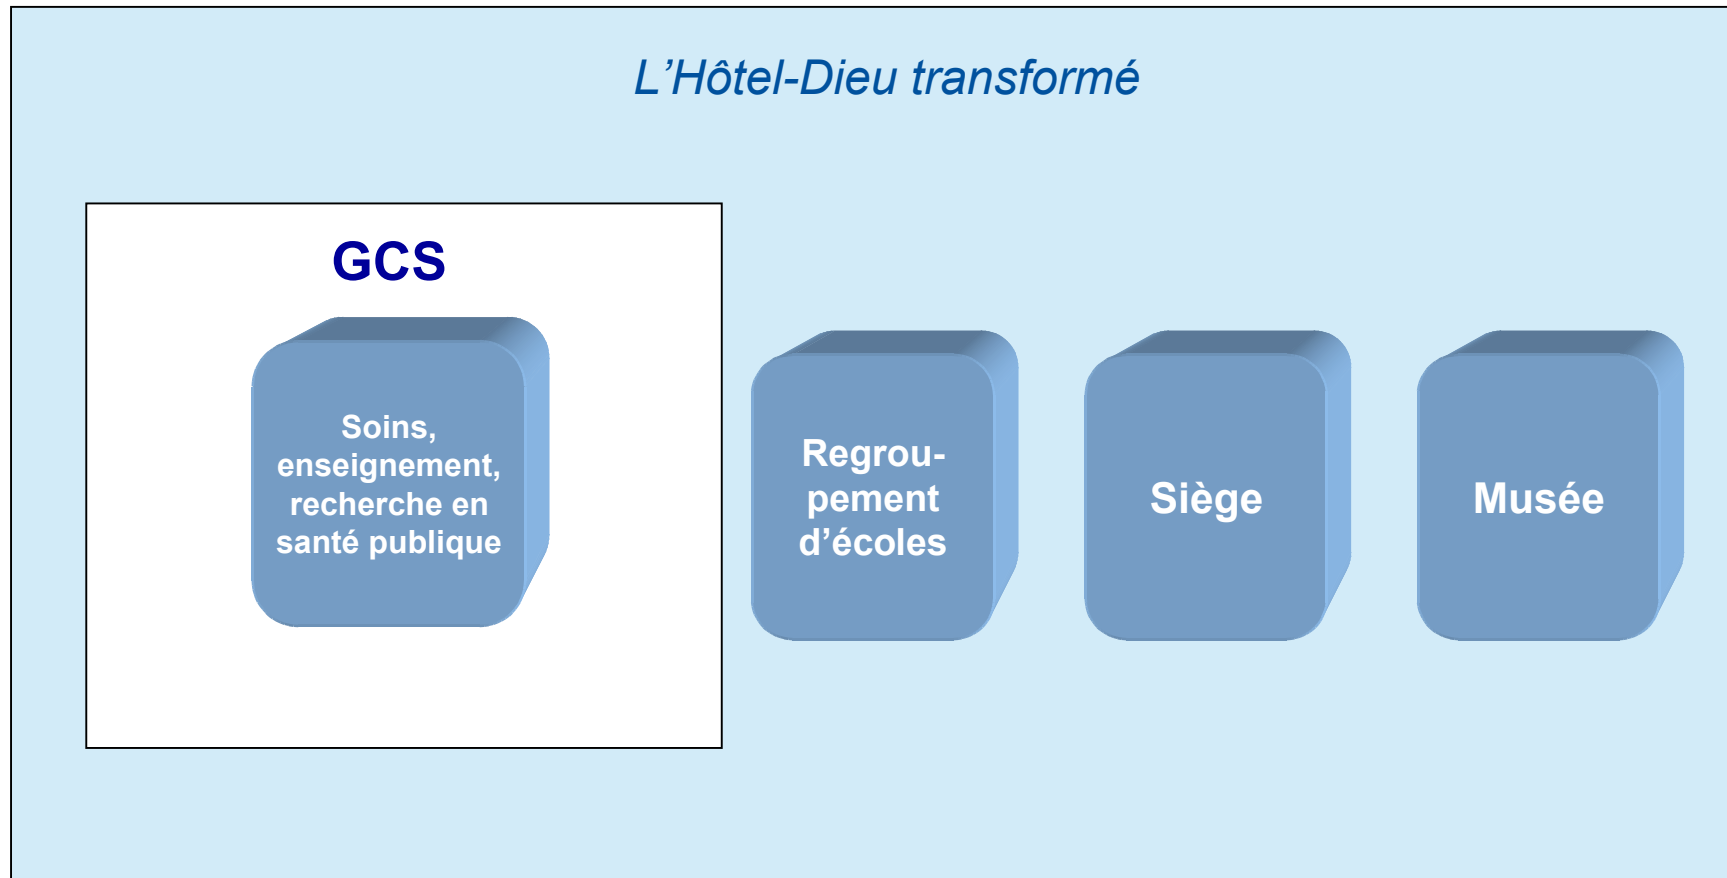 L’Hôtel-Dieu transformé
GCS
Soins,
enseignement,
recherche en
santé publique
Regrou-
pement
d’écoles
Siège
Musée